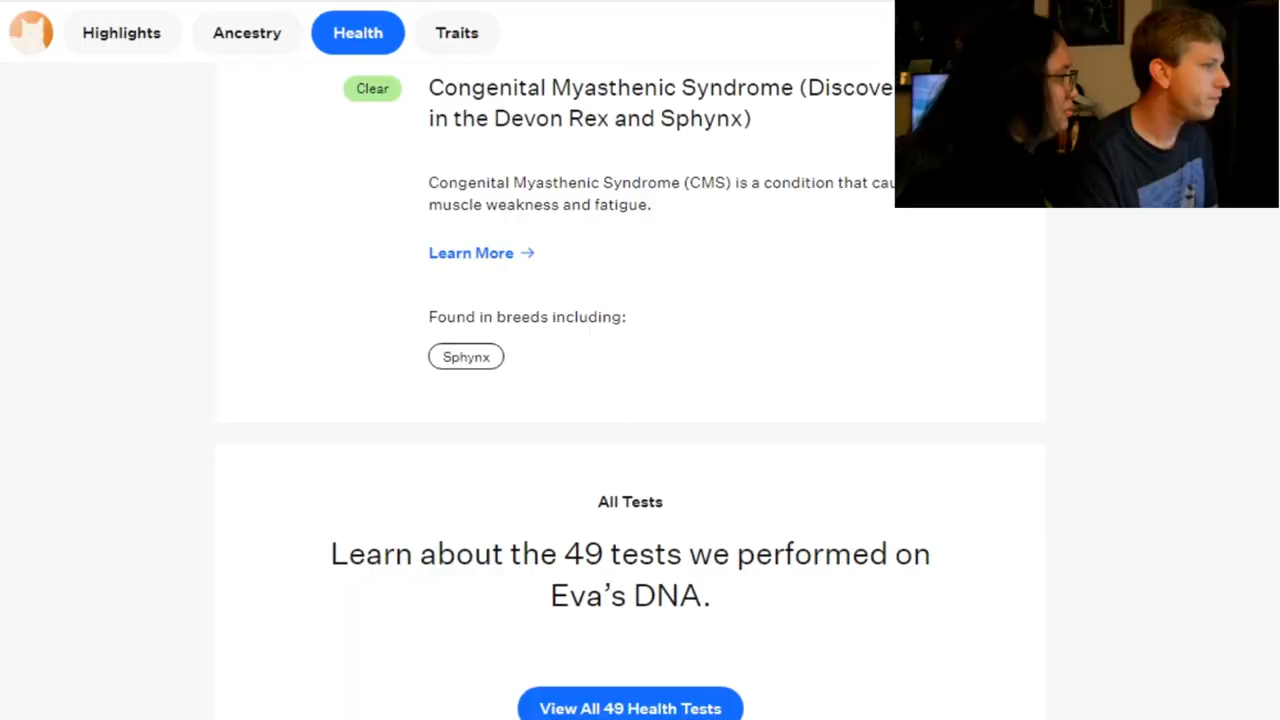 Highlights
Ancestry
Health
Traits
Clear
Congenital Myasthenic Syndrome (Discove
in the Devon Rex and Sphynx)
Congenital Myasthenic Syndrome (CMS) is a condition that cau
muscle weakness and fatigue.
Learn More →
Found in breeds including:
Sphynx
All Tests
Learn about the 49 tests we performed on
Eva’s DNA.
View All 49 Health Tests